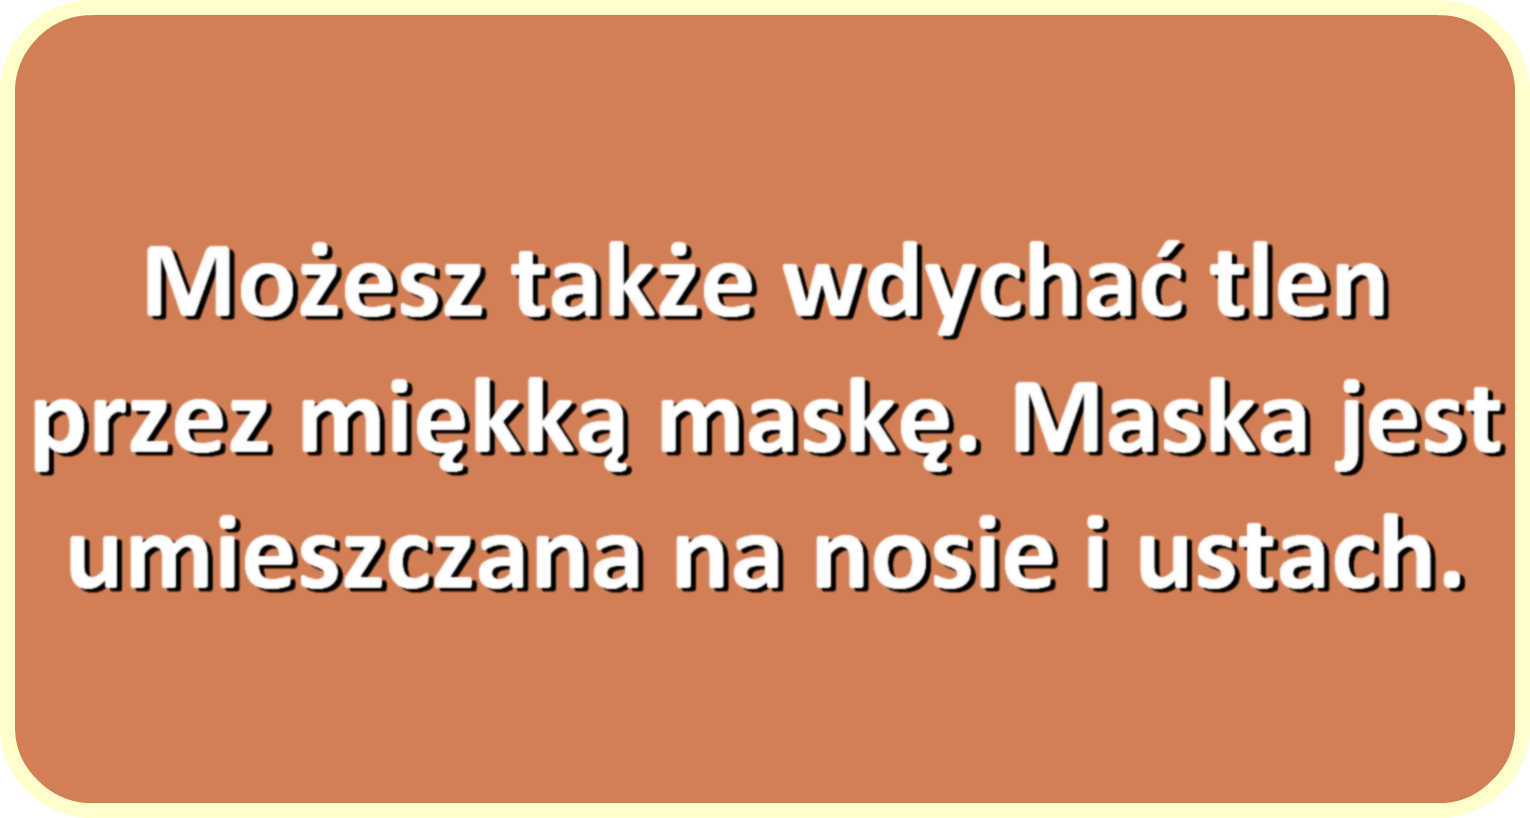 Możesz także wdychać tlen
przez miękką maskę. Maska jest
umieszczana na nosie i ustach.